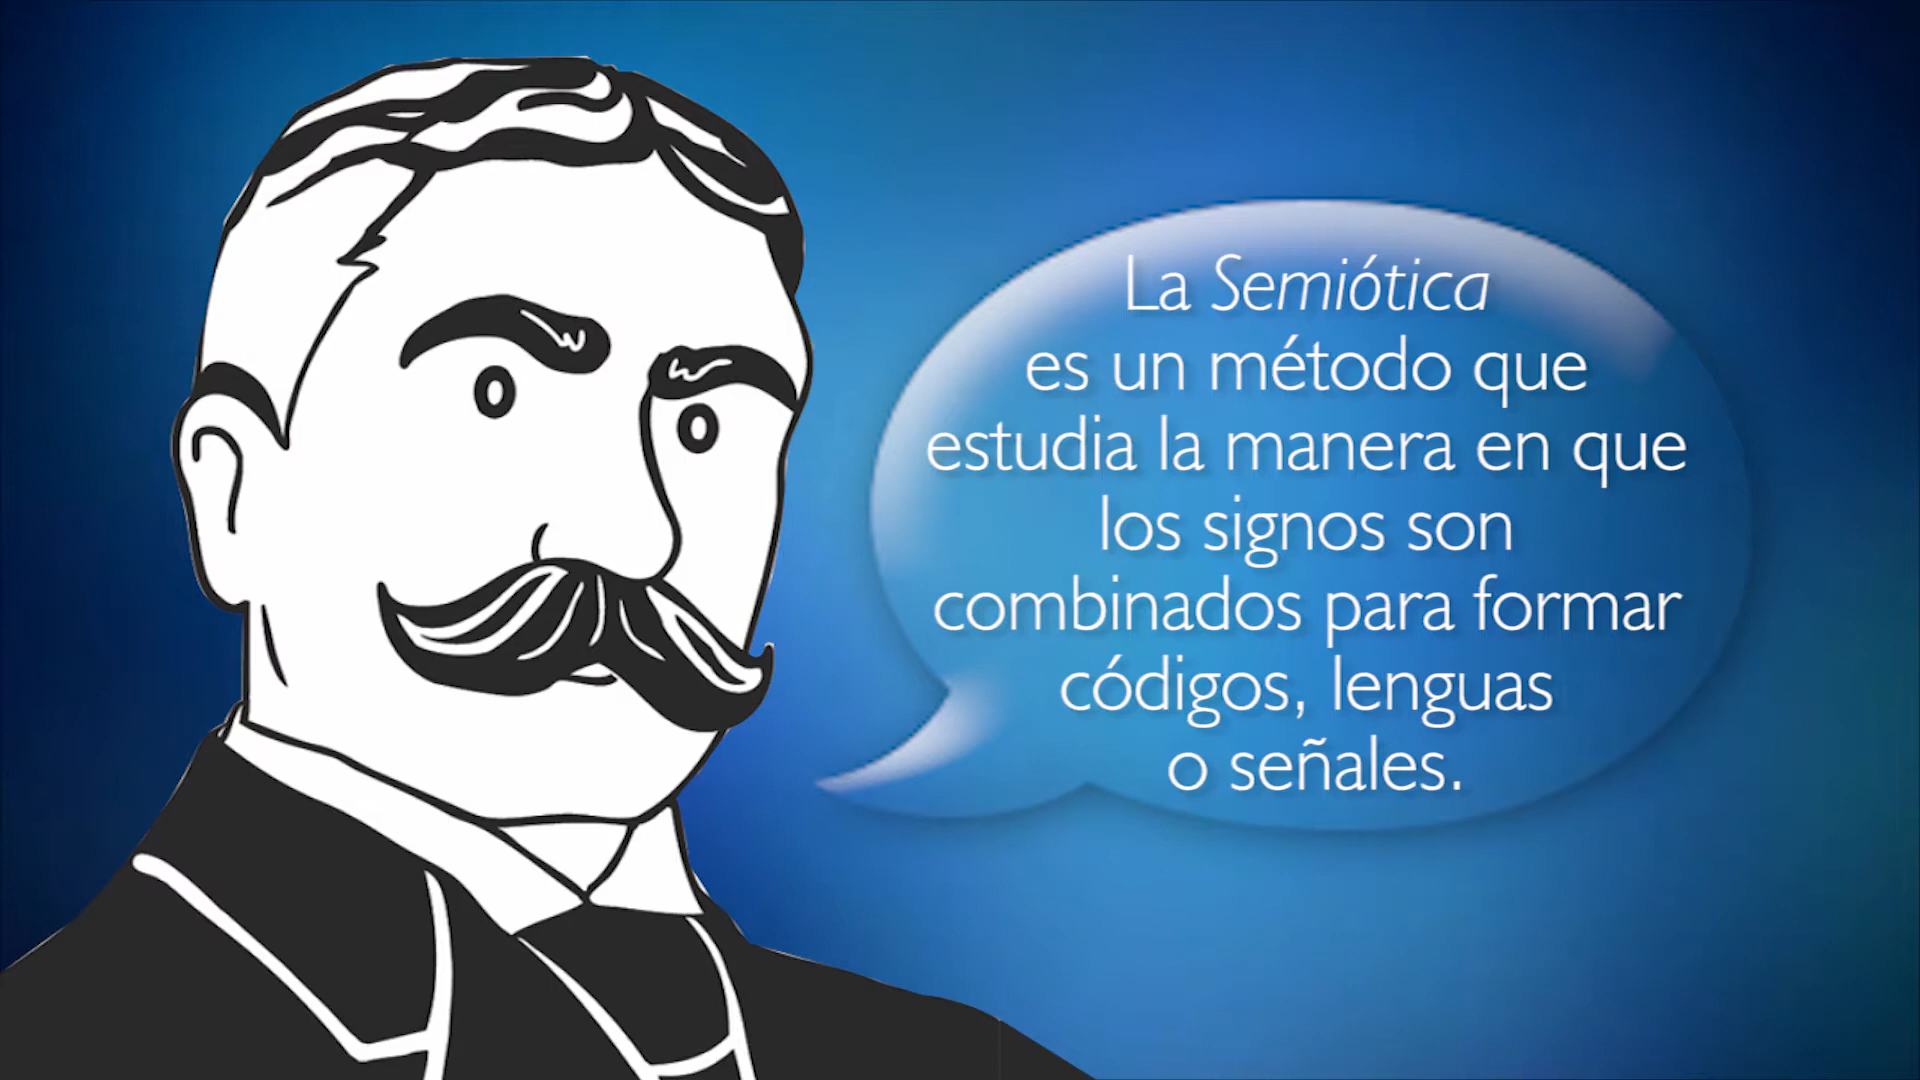 La Semiótica
es un método que
estudia la manera en que
los signos son
combinados para formar
códigos, lenguas
o señales.